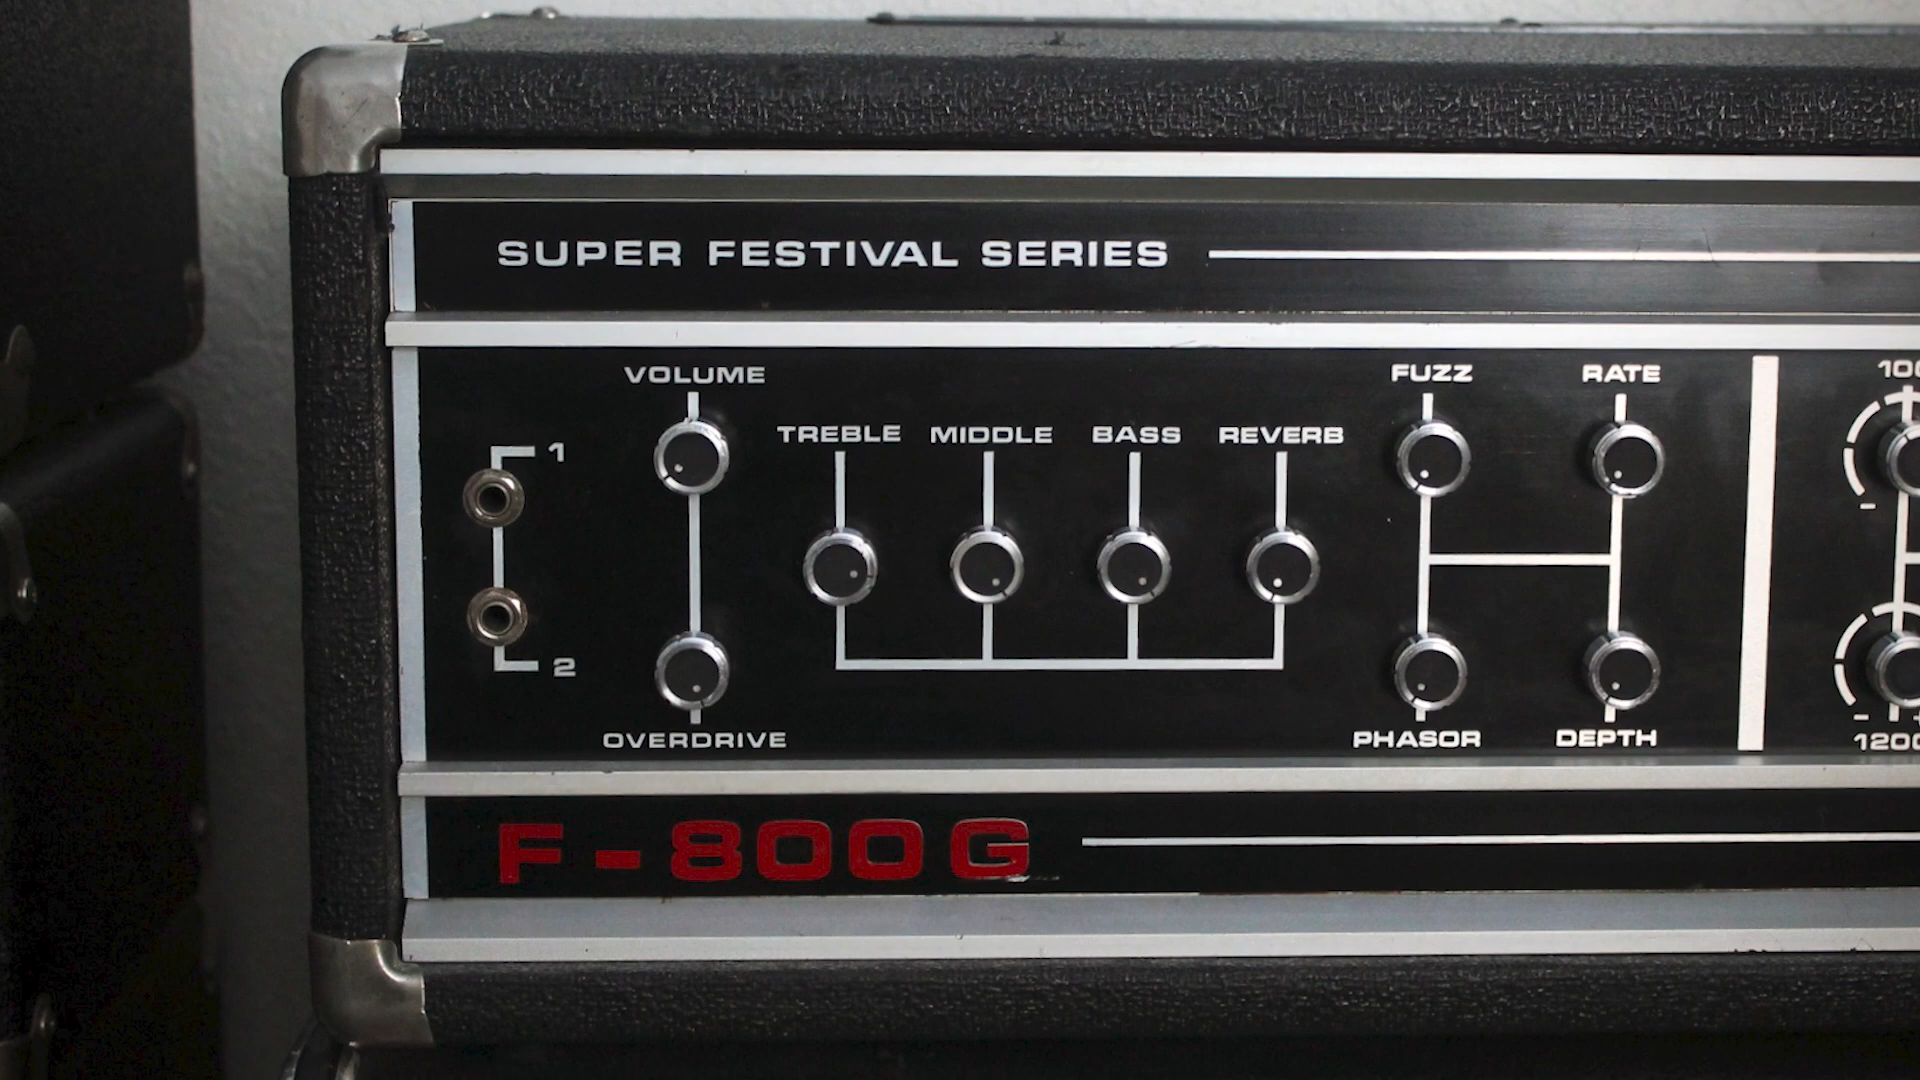 SUPER FESTIVAL SERIES
VOLUME
FUZZ
RATE
TREBLE
MIDDLE
BASS
REVERB
1
2
OVERDRIVE
PHASOR
DEPTH
F-800G